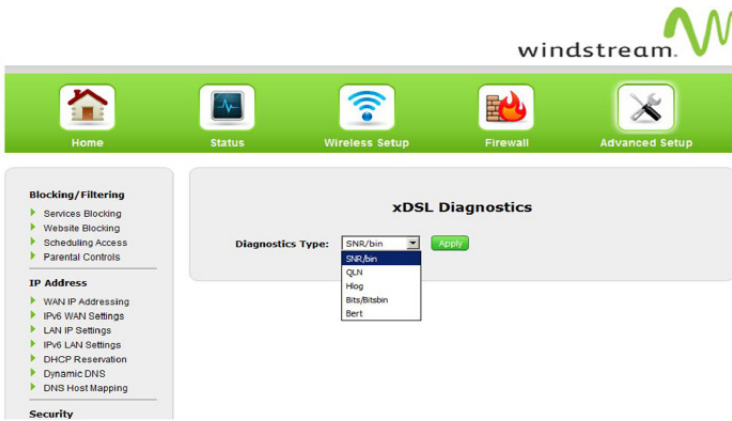 windstream.
Home
Status
Wireless Setup
Firewall
Advanced Setup
Blocking/Filtering
Services Blocking
Website Blocking
Scheduling Access
Parental Controls
IP Address
WAN IP Addressing
IPv6 WAN Settings
LAN IP Settings
IPv6 LAN Settings
DHCP Reservation
Dynamic DNS
DNS Host Mapping
Security
xDSL Diagnostics
Diagnostics Type: SNR/bin Apply
SNR/bin
QLN
Hlog
Bits/Bitsbin
Bert